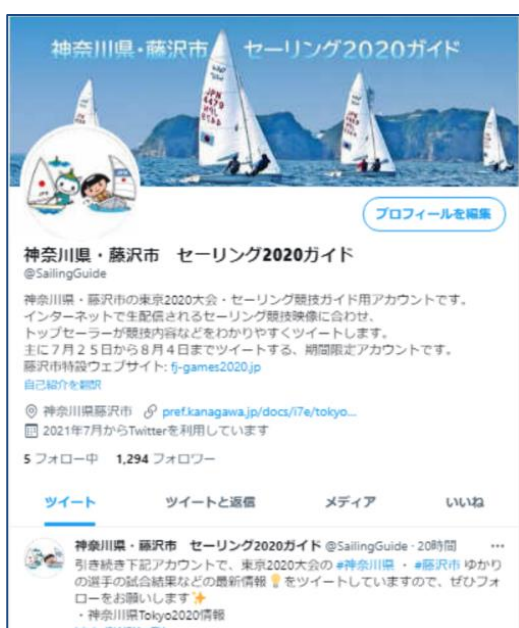 神奈川県・藤沢市 セーリング2020ガイド
JPN
4479
プロフィールを編集
神奈川県・藤沢市 セーリング2020ガイド
@SailingGuide
神奈川県・藤沢市の東京2020大会・セーリング競技ガイド用アカウントです。
インターネットで生配信されるセーリング競技映像に合わせ、
トップセーラーが競技内容などをわかりやすくツイートします。
主に7月25日から8月4日までツイートする、期間限定アカウントです。
藤沢市特設ウェブサイト: fj-games2020.jp
自己紹介を翻訳
神奈川県藤沢市 pref.kanagawa.jp/docs/i7e/tokyo...
2021年7月からTwitterを利用しています
5 フォロー中 1,294 フォロワー
ツイート ツイートと返信 メディア いいね
神奈川県・藤沢市 セーリング2020ガイド @SailingGuide・20時間 ...
引き続き下記アカウントで、東京2020大会の #神奈川県 ・ #藤沢市 ゆかり
の選手の試合結果などの最新情報💡をツイートしていますので、ぜひフォ
ローをお願いします✨
・神奈川県Tokyo2020情報